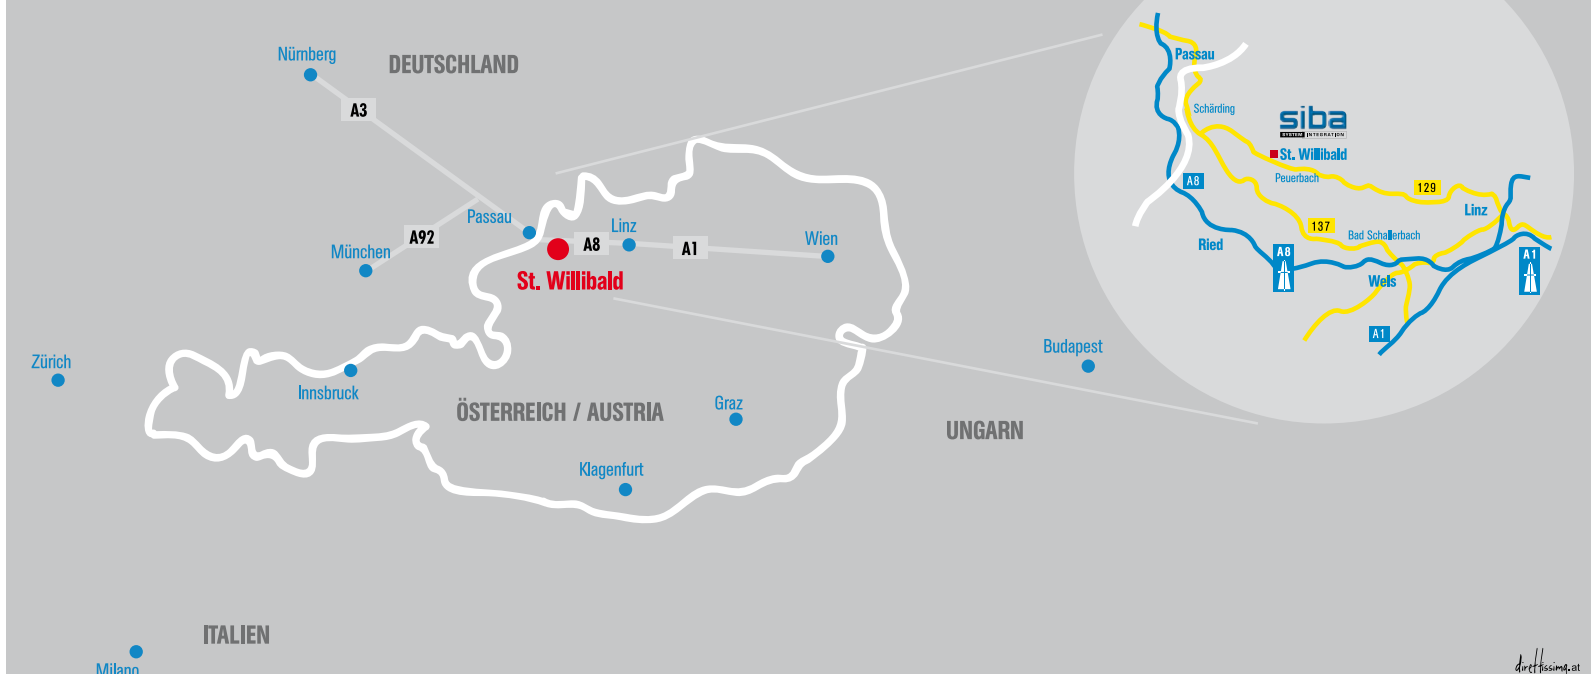 Nürnberg
DEUTSCHLAND
A3
Passau
A92
München
A8
Linz
A1
Wien
St. Willibald
Zürich
Innsbruck
ÖSTERREICH / AUSTRIA
Graz
Klagenfurt
Budapest
UNGARN
ITALIEN
Milano
Passau
Schärding
siba
SYSTEM INTEGRATION
St. Willibald
Peuerbach
A8
129
Linz
137
Bad Schallerbach
Ried
A8
Wels
A1
A1
direttissima.at